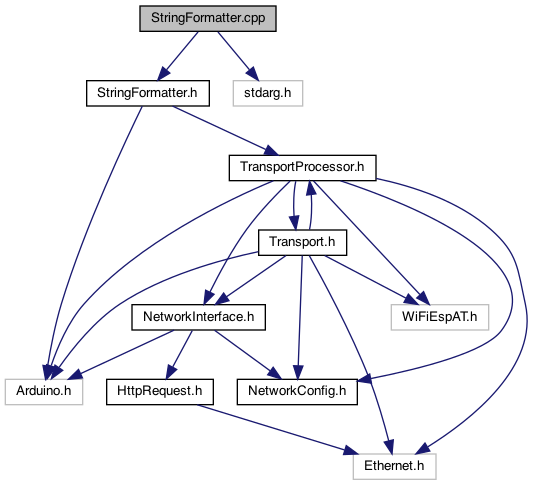 StringFormatter.cpp
StringFormatter.h
stdarg.h
TransportProcessor.h
Transport.h
NetworkInterface.h
WiFiEspAT.h
Arduino.h
HttpRequest.h
NetworkConfig.h
Ethernet.h